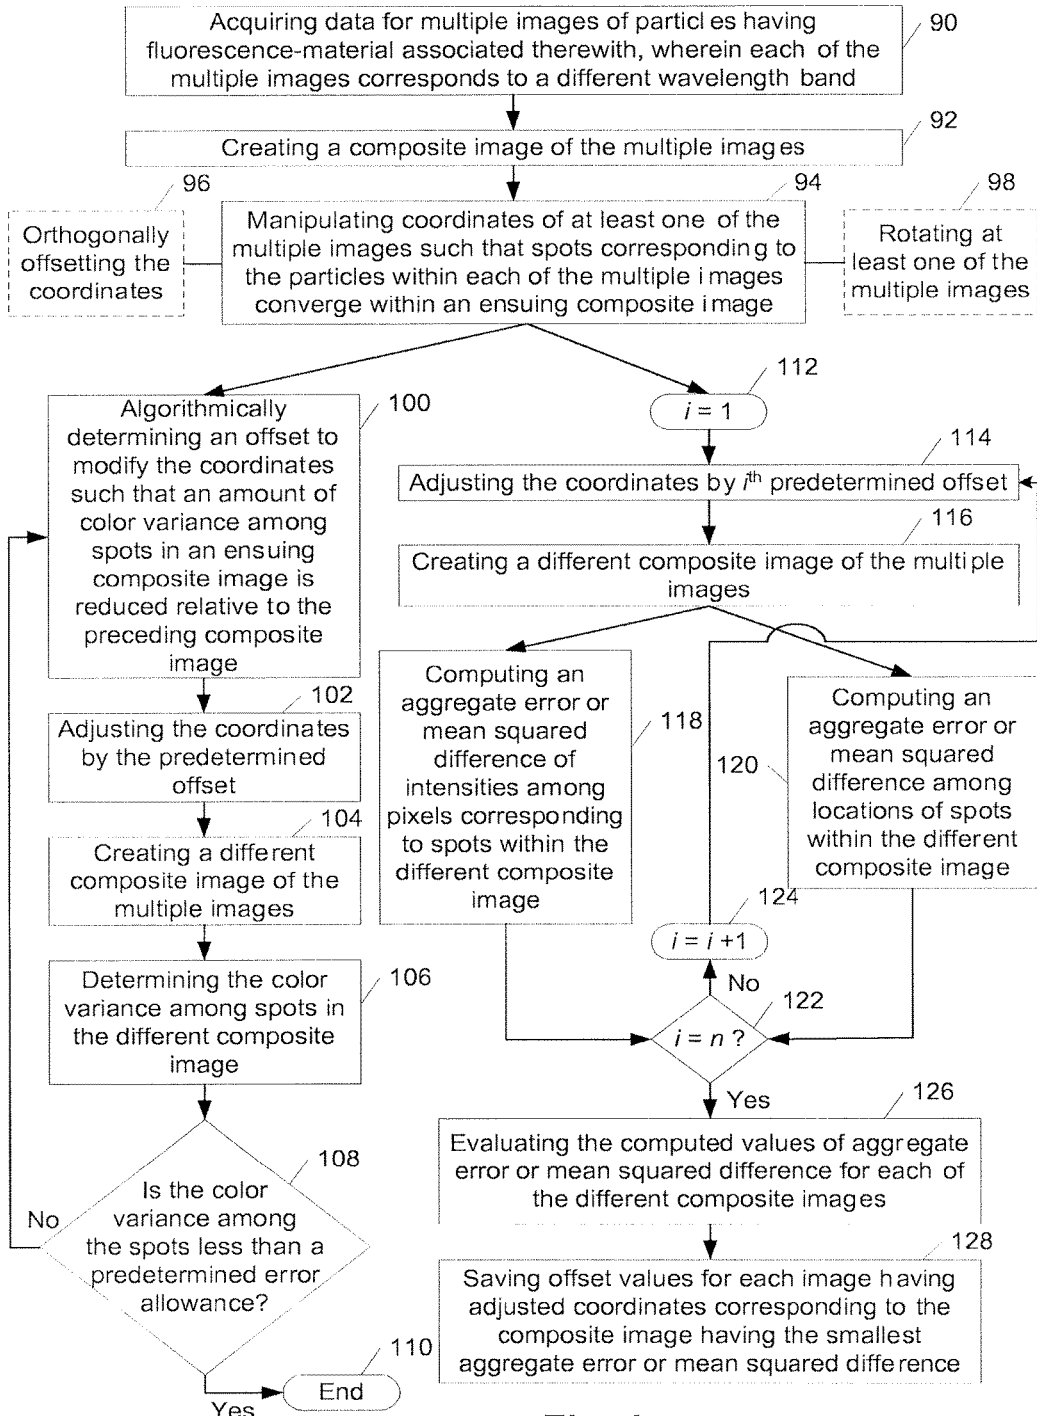 Acquiring data for multiple images of particles having
fluorescence-material associated therewith, wherein each of the
multiple images corresponds to a different wavelength band
90
92
Creating a composite image of the multiple images
96
94
98
Orthogonally
offsetting the
coordinates
Manipulating coordinates of at least one of the
multiple images such that spots corresponding to
the particles within each of the multiple images
converge within an ensuing composite image
Rotating at
least one of the
multiple images
100
Algorithmically
determining an offset to
modify the coordinates
such that an amount of
color variance among
spots in an ensuing
composite image is
reduced relative to the
preceding composite
image
102
Adjusting the coordinates
by the predetermined
offset
104
Creating a different
composite image of the
multiple images
106
Determining the color
variance among spots in
the different composite
image
108
Is the color
variance among
the spots less than a
predetermined error
allowance?
No
Yes
110
End
112
i = 1
114
Adjusting the coordinates by ith predetermined offset
116
Creating a different composite image of the multiple
images
Computing an
aggregate error or
mean squared
difference of
intensities among
pixels corresponding
to spots within the
different composite
image
118
120
Computing an
aggregate error or
mean squared
difference among
locations of spots
within the different
composite image
124
i = i +1
No
122
i = n ?
Yes
126
Evaluating the computed values of aggregate
error or mean squared difference for each of
the different composite images
128
Saving offset values for each image having
adjusted coordinates corresponding to the
composite image having the smallest
aggregate error or mean squared difference